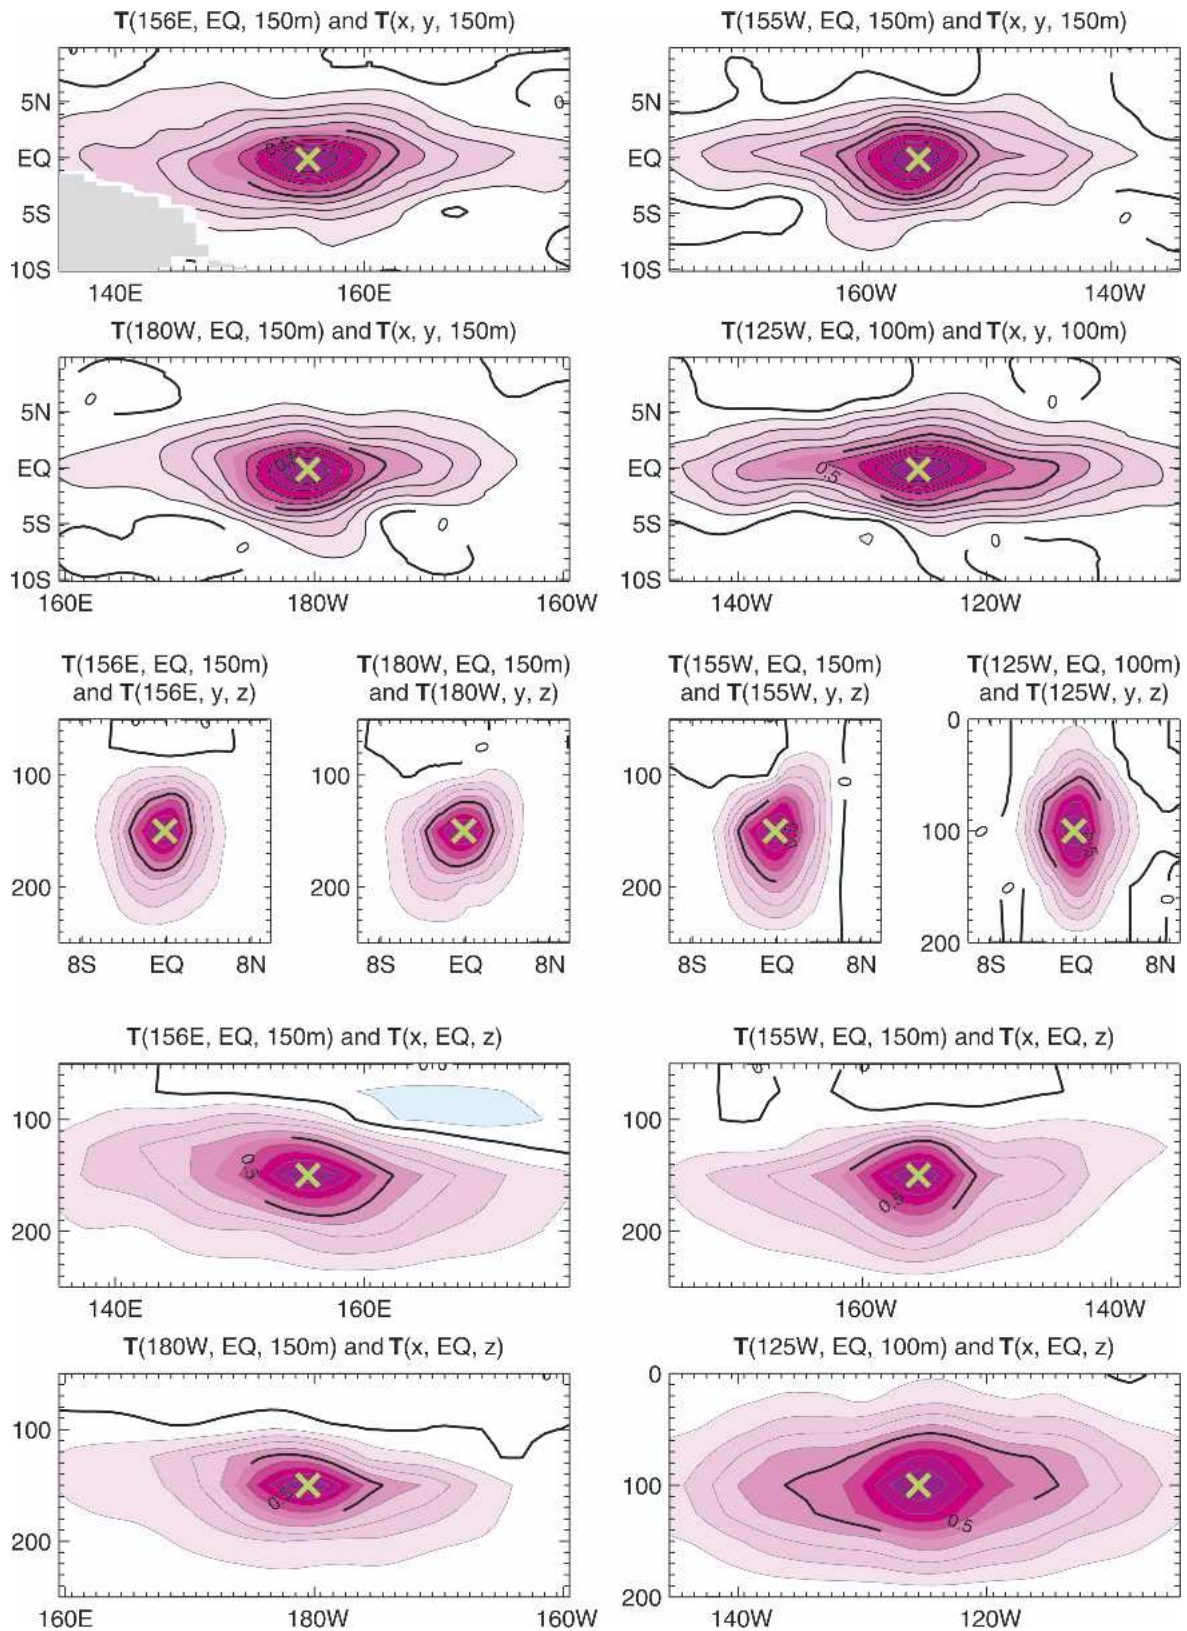 T(156E, EQ, 150m) and T(x, y, 150m)
T(155W, EQ, 150m) and T(x, y, 150m)
5N
EQ
5S
10S
140E
160E
0
0.5
5N
EQ
5S
10S
160W
140W
0
T(180W, EQ, 150m) and T(x, y, 150m)
T(125W, EQ, 100m) and T(x, y, 100m)
5N
EQ
5S
10S
160E
180W
160W
0
0
0
5N
EQ
5S
10S
140W
120W
0
0.5
0
0
T(156E, EQ, 150m)
and T(156E, y, z)
T(180W, EQ, 150m)
and T(180W, y, z)
T(155W, EQ, 150m)
and T(155W, y, z)
T(125W, EQ, 100m)
and T(125W, y, z)
100
200
8S
EQ
8N
100
200
8S
EQ
8N
0
100
200
8S
EQ
8N
0
0
100
200
8S
EQ
8N
0
0
0
T(156E, EQ, 150m) and T(x, EQ, z)
T(155W, EQ, 150m) and T(x, EQ, z)
100
200
140E
160E
0.5
100
200
160W
140W
0.5
T(180W, EQ, 150m) and T(x, EQ, z)
T(125W, EQ, 100m) and T(x, EQ, z)
100
200
160E
180W
160W
0.5
0
100
200
140W
120W
0.5